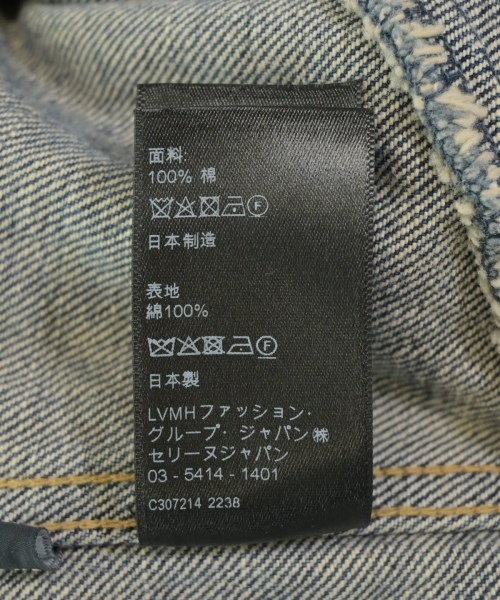 面料:
100% 棉
F
日本制造
表地
綿100%
F
日本製
LVMHファッション・
グループ・ジャパン㈱
セリーヌジャパン
03 - 5414 - 1401
C307214 2238